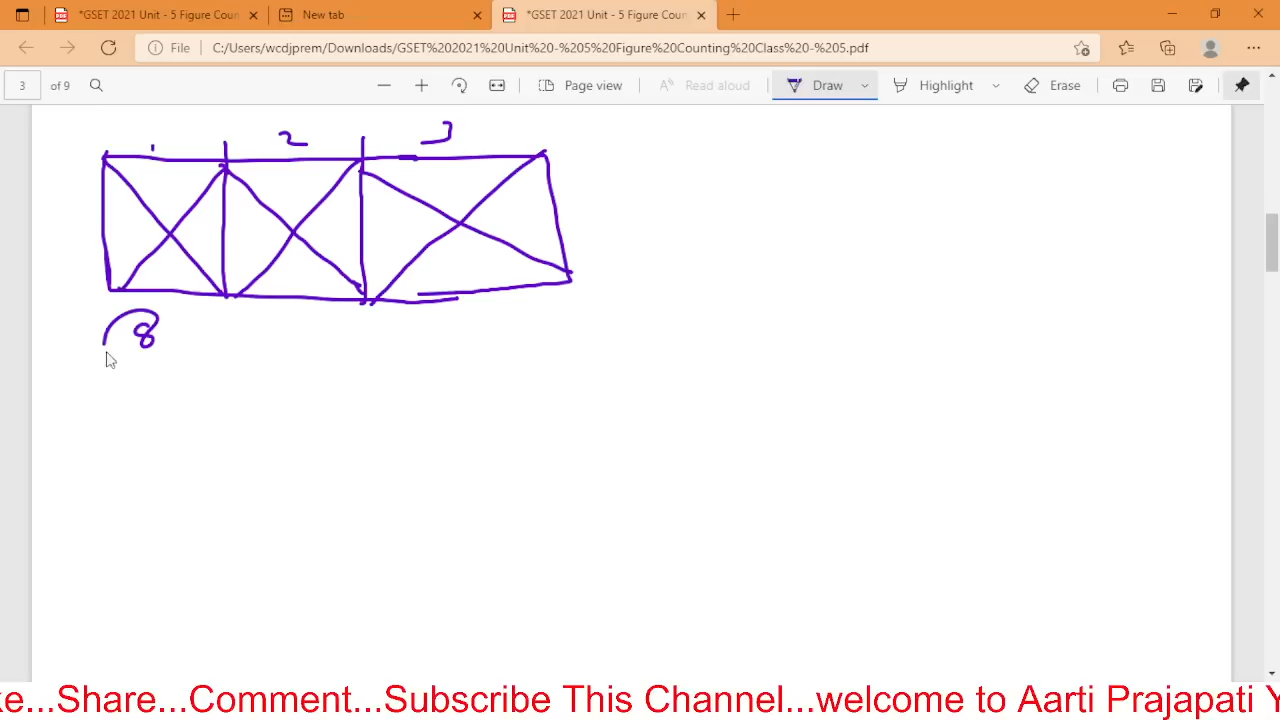 *GSET 2021 Unit - 5 Figure Coun
New tab
*GSET 2021 Unit - 5 Figure Coun
File
C:/Users/wcdjprem/Downloads/GSET%202021%20Unit%20-%205%20Figure%20Counting%20Class%20-%205.pdf
3 of 9
Page view
Read aloud
Draw
Highlight
Erase
2 3
8
ke...Share...Comment...Subscribe This Channel...welcome to Aarti Prajapati Y